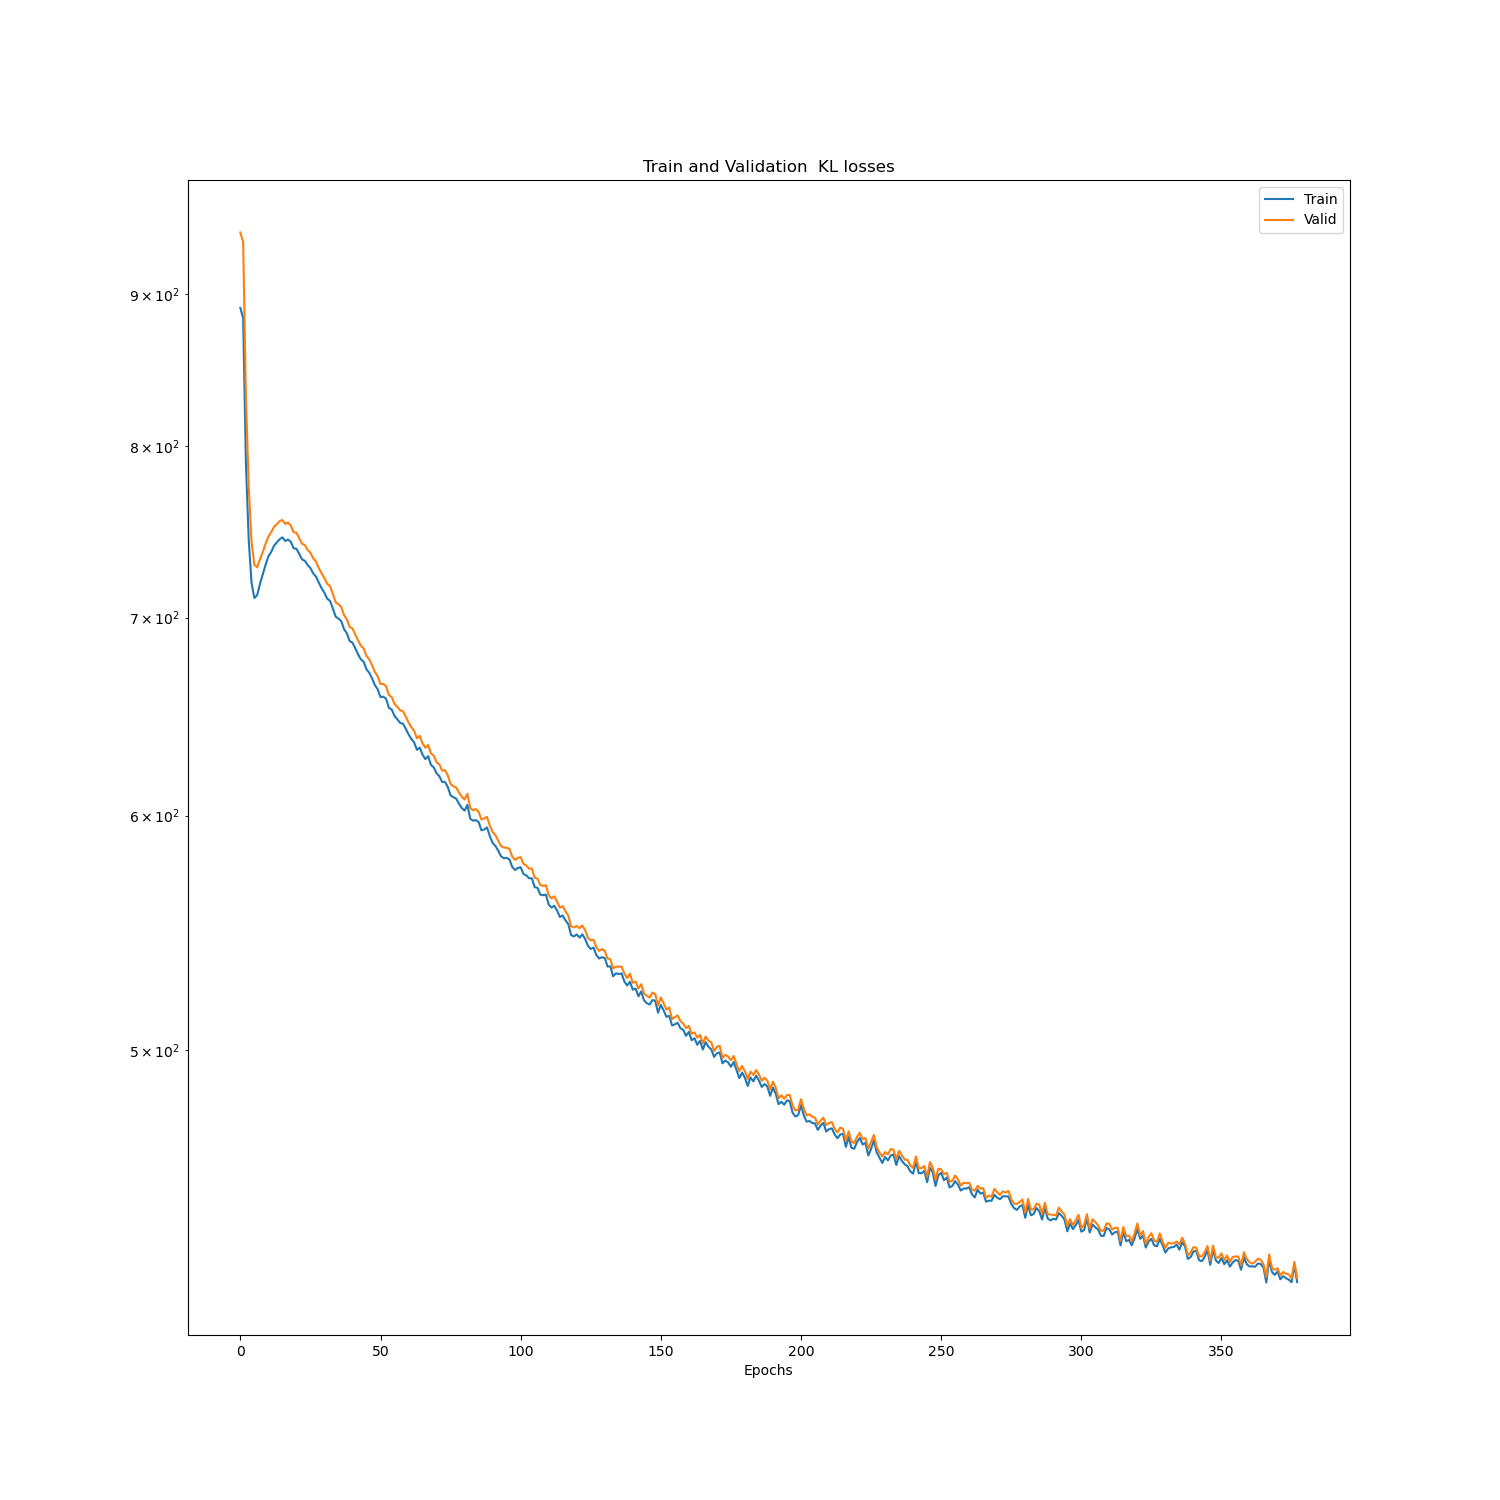 Train and Validation  KL losses
Train
Valid
9 × 10²
8 × 10²
7 × 10²
6 × 10²
5 × 10²
0 50 100 150 200 250 300 350
Epochs